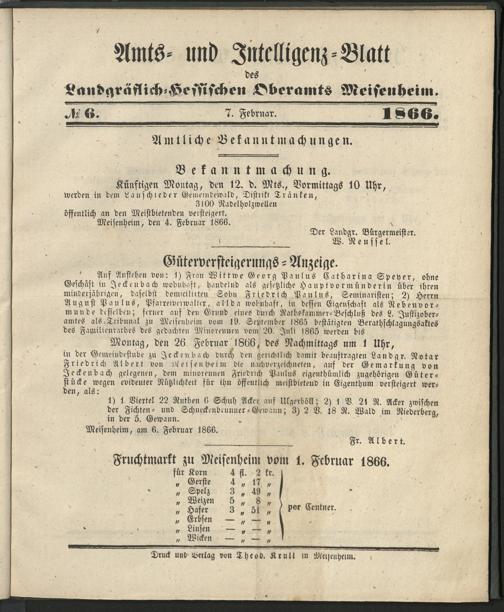 Amts- und Intelligenz-Blatt
des
Landgräflich-Hessischen Oberamts Meisenheim.
№ 6. 7. Februar. 1866.
Amtliche Bekanntmachungen.
Bekanntmachung.
Künftigen Montag, den 12. d. Mts., Vormittags 10 Uhr,
werden in dem Lauschieder Gemeindewald, Distrikt Tränken,
3100 Nadelholzwellen
öffentlich an den Meistbietenden versteigert.
Meisenheim, den 4. Februar 1866.
Der Landgr. Bürgermeister.
W. Reussel.
Güterversteigerungs-Anzeige.
Auf Anstehen von: 1) Frau Wittwe Georg Paulus Catharina Speyer, ohne
Geschäft in Jeckenbach wohnhaft, handelnd als gesetzliche Hauptvormünderin über ihren
minderjährigen, daselbst domicilirten Sohn Friedrich Paulus, Seminaristen; 2) Herrn
August Paulus, Pfarrverwalter, allda wohnhaft, in dessen Eigenschaft als Nebenvor-
munde desselben; ferner auf den Grund eines durch Rathskammer-Beschluß des L. Justizober-
amtes als Tribunal zu Meisenheim vom 19. September 1865 bestätigten Berathschlagungsaktes
des Familienrathes des gedachten Minorennen vom 20. Juli 1865 werden bis
Montag, den 26 Februar 1866, des Nachmittags um 1 Uhr,
in der Gemeindestube zu Jeckenbach durch den gerichtlich damit beauftragten Landgr. Notar
Friedrich Albert von Meisenheim die nachverzeichneten, auf der Gemarkung von
Jeckenbach gelegenen, dem minorennen Friedrich Paulus eigenthümlich zugehörigen Güter-
stücke wegen evidenter Nützlichkeit für ihn öffentlich meistbietend in Eigenthum versteigert wer-
den, als:
1) 1 Viertel 22 Ruthen 6 Schuh Acker auf Ulgersböll; 2) 1 V. 21 R. Acker zwischen
der Fichten- und Schneckenbrunner-Gewann; 3) 2 V. 18 R. Wald im Niederberg,
in der 5. Gewann.
Meisenheim, am 6. Februar 1866.
Fr. Albert.
Fruchtmarkt zu Meisenheim vom 1. Februar 1866.
für Korn 4 fl. 2 kr.
„ Gerste 4 „ 17 „
„ Spelz 3 „ 49 „
„ Weizen 5 „ 8 „
„ Hafer 3 „ 51 „ per Centner.
„ Erbsen — „ — „
„ Linsen — „ — „
„ Wicken — „ — „
Druck und Verlag von Theod. Krull in Meisenheim.